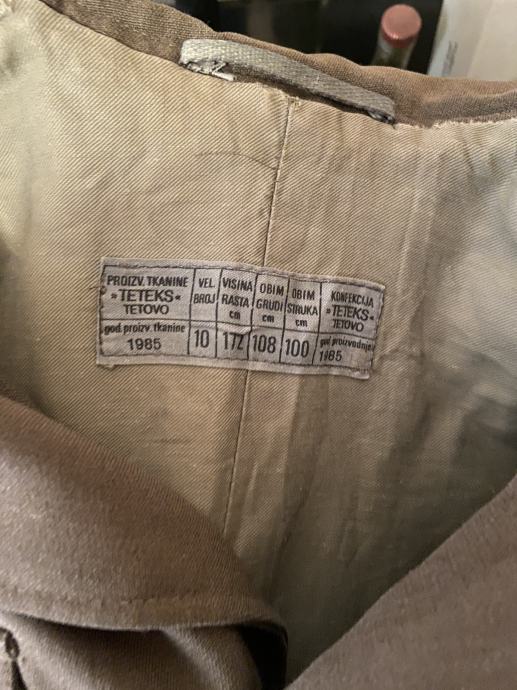 PROIZV. TKANINE
»TETEKS«
TETOVO
god. proizv. tkanine
1985
VEL
BROJ
10
VISINA
RASTA
cm
172
OBIM
GRUDI
cm
108
OBIM
STRUKA
cm
100
KONFEKCIJA
»TETEKS«
TETOVO
god proizvodnje
1985